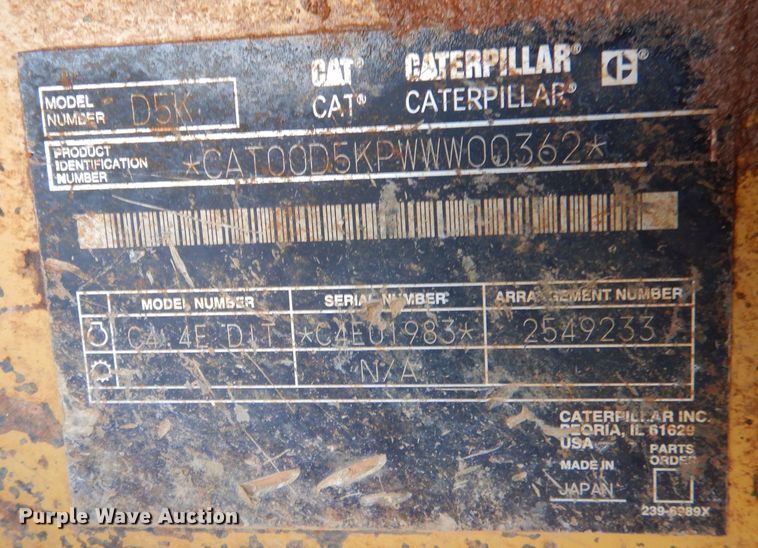 CAT® CATERPILLAR® ®
CAT® CATERPILLAR®
MODEL NUMBER D5K
PRODUCT IDENTIFICATION NUMBER *CAT00D5KPWWW00362*
MODEL NUMBER SERIAL NUMBER ARRANGEMENT NUMBER
C4.4E DIT *C4E01983* 2549233
N/A
CATERPILLAR INC.
PEORIA, IL 61629
USA
MADE IN
JAPAN
PARTS
ORDER
239-6989X
Purple Wave Auction